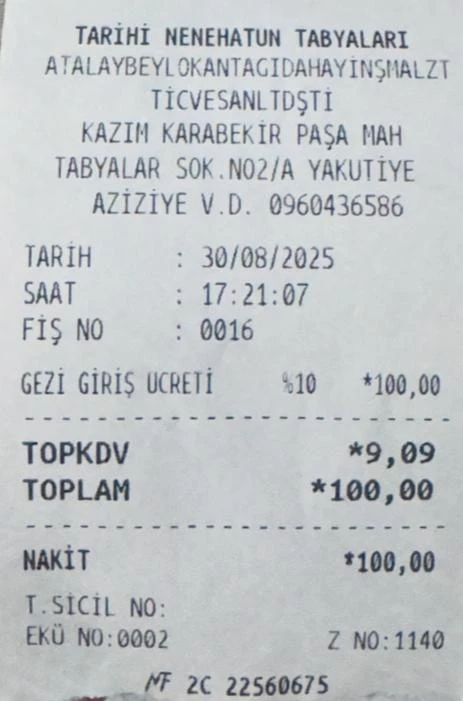 TARİHİ NENEHATUN TABYALARI
ATALAYBEYLOKANTAGIDAHAYİNŞMALZT
TİCVESANLTDŞTİ
KAZIM KARABEKİR PAŞA MAH
TABYALAR SOK.NO2/A YAKUTİYE
AZİZİYE V.D. 0960436586
TARİH : 30/08/2025
SAAT : 17:21:07
FİŞ NO : 0016
GEZİ GİRİŞ UCRETİ %10 *100,00
TOPKDV *9,09
TOPLAM *100,00
NAKİT *100,00
T.SİCİL NO:
EKÜ NO:0002 Z NO:1140
MF 2C 22560675